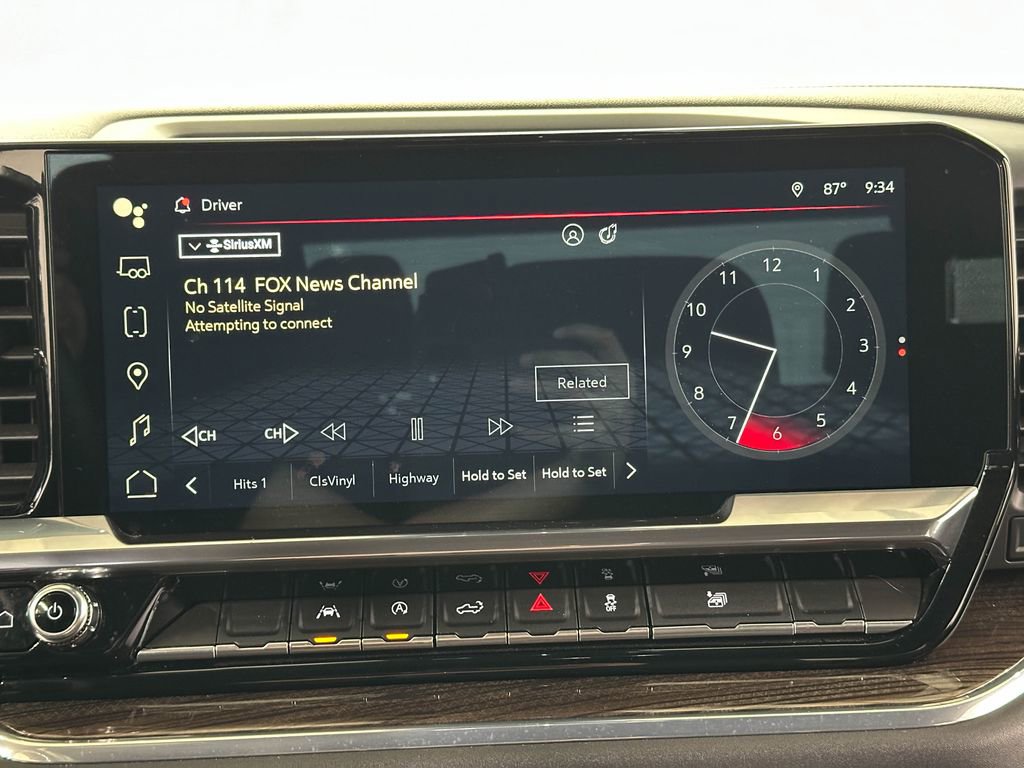 Driver
87° 9:34
SiriusXM
Ch 114 FOX News Channel
No Satellite Signal
Attempting to connect
Related
CH
CH
Hits 1
ClsVinyl
Highway
Hold to Set
Hold to Set
12
1
2
3
4
5
6
7
8
9
10
11
A
OFF